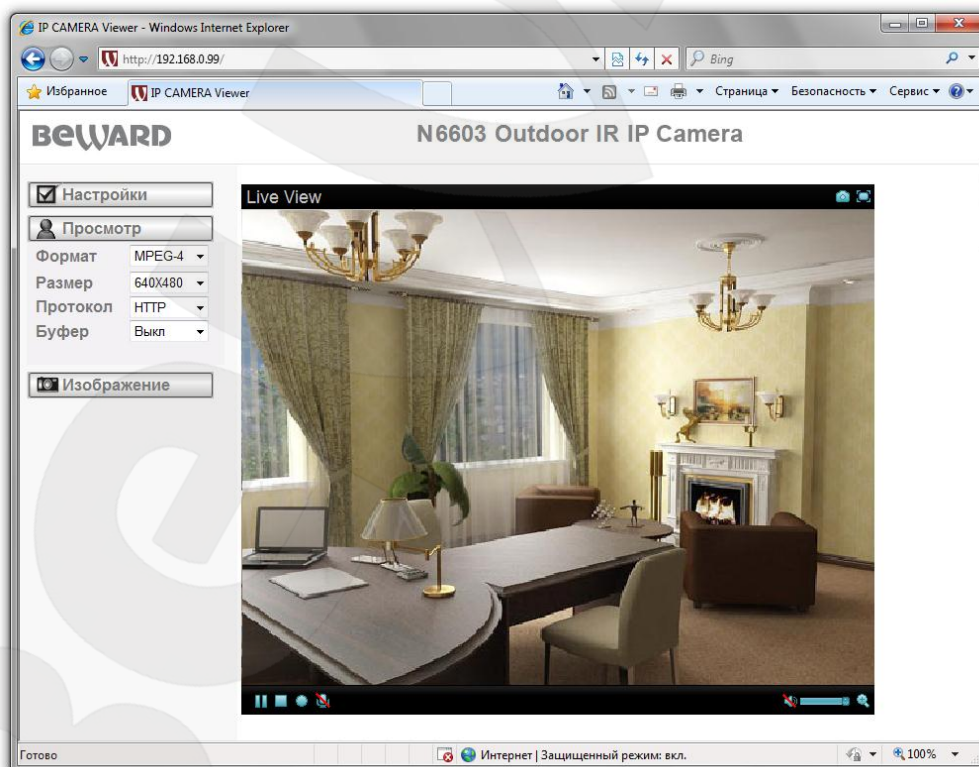 IP CAMERA Viewer - Windows Internet Explorer
http://192.168.0.99/
Bing
Избранное
IP CAMERA Viewer
Страница
Безопасность
Сервис
BEWARD
N6603 Outdoor IR IP Camera
Настройки
Просмотр
Формат MPEG-4
Размер 640X480
Протокол HTTP
Буфер Выкл
Изображение
Live View
Готово
Интернет | Защищенный режим: вкл.
100%